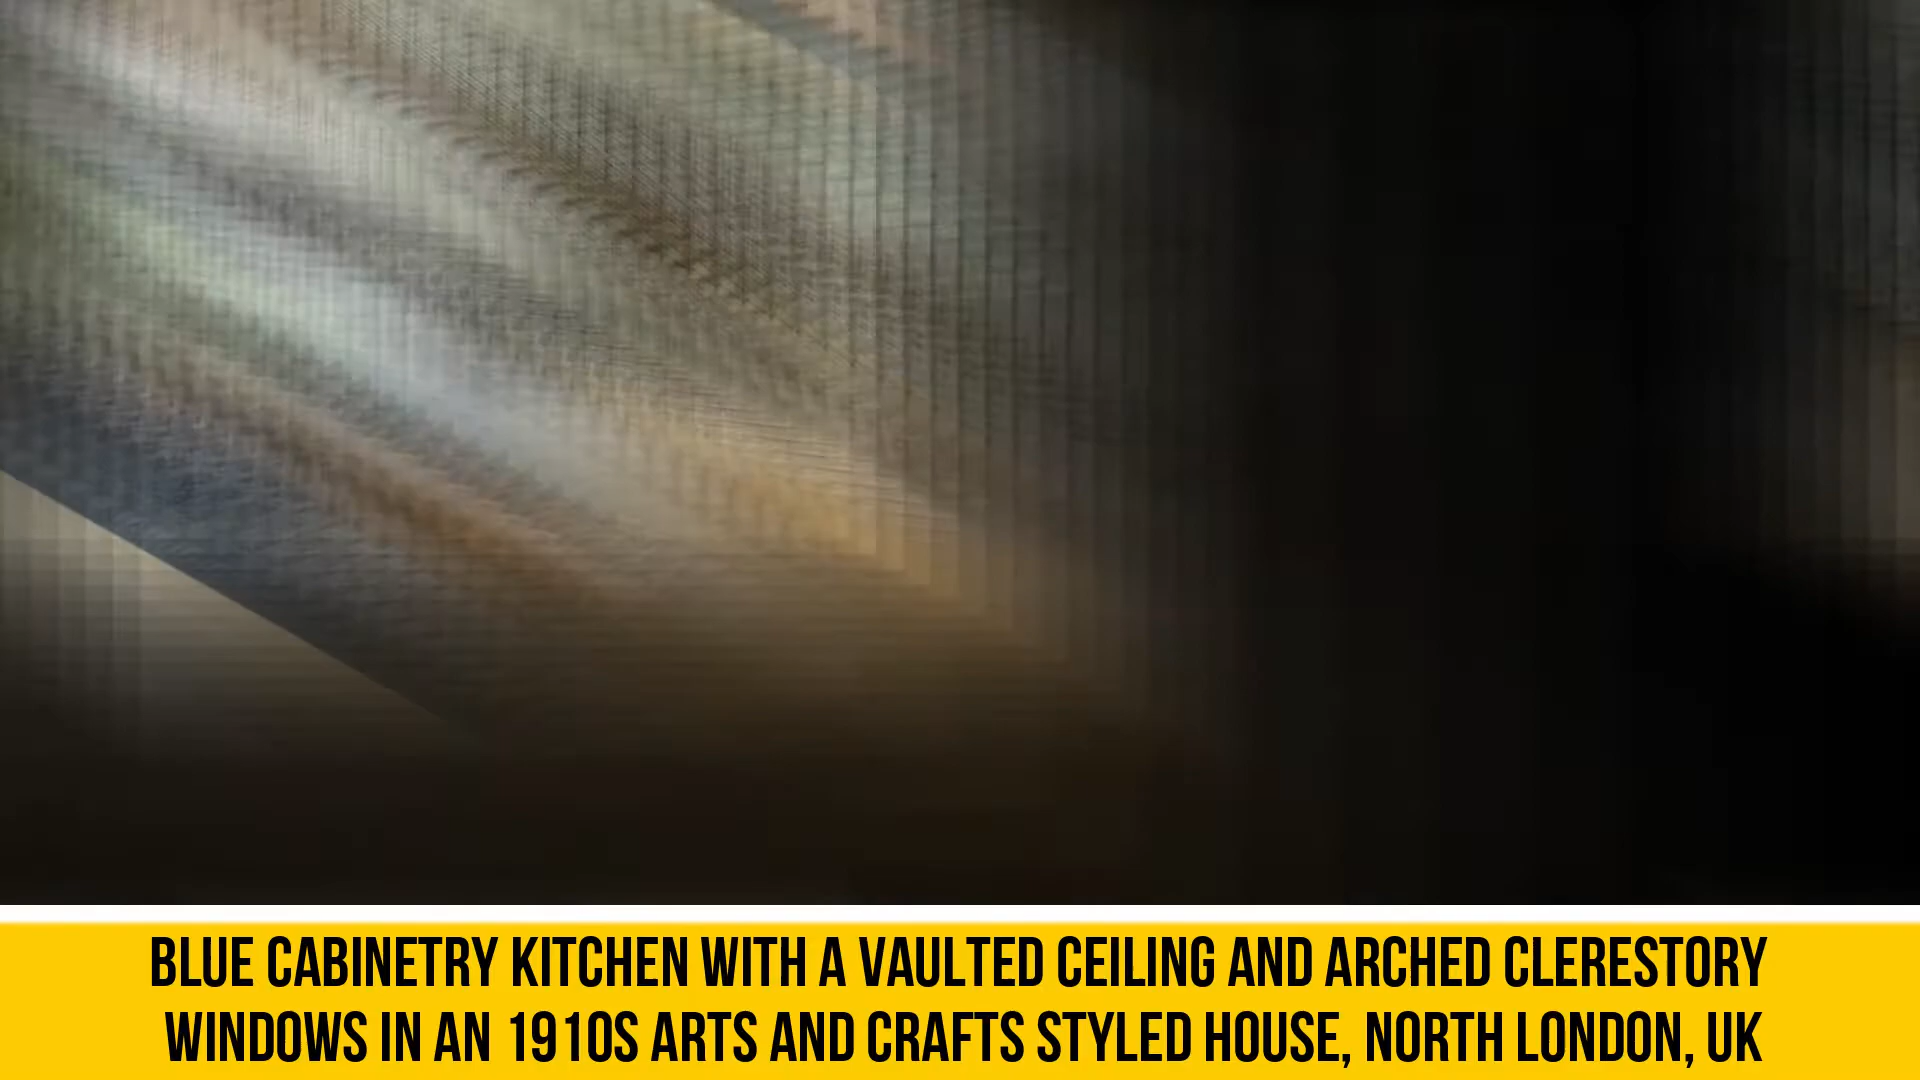 BLUE CABINETRY KITCHEN WITH A VAULTED CEILING AND ARCHED CLERESTORY
WINDOWS IN AN 1910S ARTS AND CRAFTS STYLED HOUSE, NORTH LONDON, UK